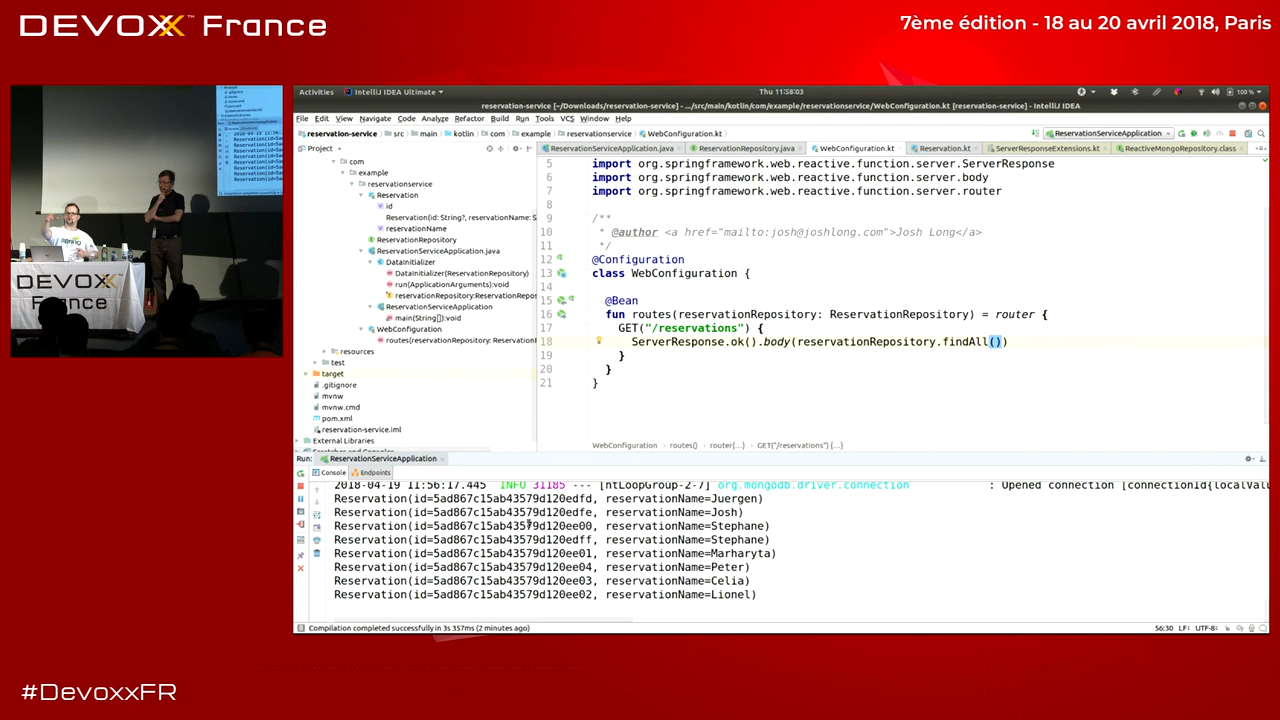 DEVOXX™ France
7ème édition - 18 au 20 avril 2018, Paris
Activities IntelliJ IDEA Ultimate Thu 11:58:03 100 %
reservation-service [~/Downloads/reservation-service] - .../src/main/kotlin/com/example/reservationservice/WebConfiguration.kt [reservation-service] - IntelliJ IDEA
File Edit View Navigate Code Analyze Refactor Build Run Tools VCS Window Help
reservation-service src main kotlin com example reservationservice WebConfiguration.kt ReservationServiceApplication
Project
ReservationServiceApplication.java ReservationRepository.java WebConfiguration.kt Reservation.kt ServerResponseExtensions.kt ReactiveMongoRepository.class
com
example
reservationservice
Reservation
id
Reservation(id: String?, reservationName: S
reservationName
ReservationRepository
ReservationServiceApplication.java
DataInitializer
DataInitializer(ReservationRepository)
run(ApplicationArguments):void
reservationRepository:ReservationRepos
ReservationServiceApplication
main(String[]):void
WebConfiguration
routes(reservationRepository: ReservationR
resources
test
target
.gitignore
mvnw
mvnw.cmd
pom.xml
reservation-service.iml
External Libraries
5 import org.springframework.web.reactive.function.server.ServerResponse
6 import org.springframework.web.reactive.function.server.body
7 import org.springframework.web.reactive.function.server.router
8
9 /**
10 * @author <a href="mailto:josh@joshlong.com">Josh Long</a>
11 */
12 @Configuration
13 class WebConfiguration {
14
15 @Bean
16 fun routes(reservationRepository: ReservationRepository) = router {
17 GET("/reservations") {
18 ServerResponse.ok().body(reservationRepository.findAll())
19 }
20 }
21 }
WebConfiguration routes() router{...} GET("/reservations") {...}
Run: ReservationServiceApplication
Console Endpoints
2018-04-19 11:56:17.445 INFO 31185 --- [ntLoopGroup-2-7] org.mongodb.driver.connection : Opened connection [connectionId{localValu
Reservation(id=5ad867c15ab43579d120edfd, reservationName=Juergen)
Reservation(id=5ad867c15ab43579d120edfe, reservationName=Josh)
Reservation(id=5ad867c15ab43579d120ee00, reservationName=Stephane)
Reservation(id=5ad867c15ab43579d120edff, reservationName=Stephane)
Reservation(id=5ad867c15ab43579d120ee01, reservationName=Marharyta)
Reservation(id=5ad867c15ab43579d120ee04, reservationName=Peter)
Reservation(id=5ad867c15ab43579d120ee03, reservationName=Celia)
Reservation(id=5ad867c15ab43579d120ee02, reservationName=Lionel)
Compilation completed successfully in 3s 357ms (2 minutes ago) 56:30 LF: UTF-8:
spring
DEVOXX
France
#DevoxxFR